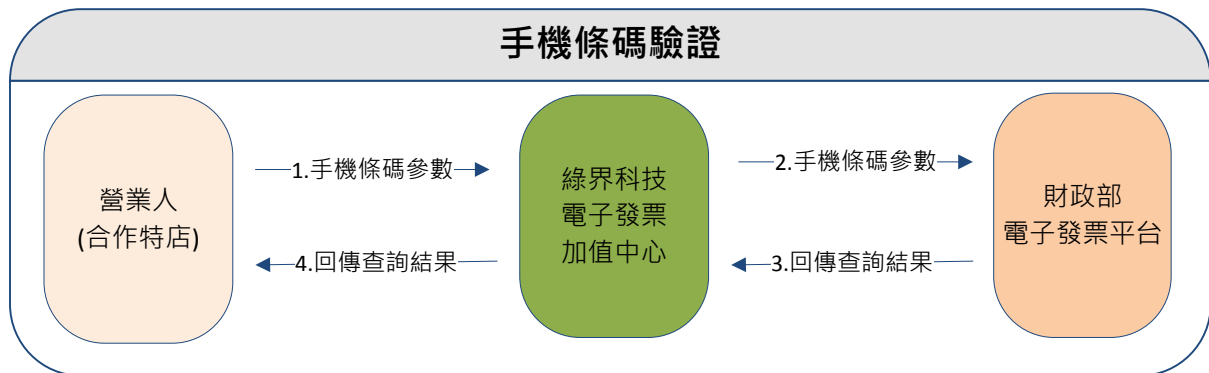 手機條碼驗證
營業人
(合作特店)
1.手機條碼參數
4.回傳查詢結果
綠界科技
電子發票
加值中心
2.手機條碼參數
3.回傳查詢結果
財政部
電子發票平台